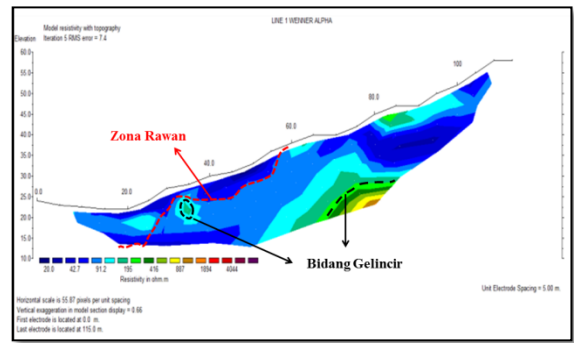 LINE 1 WENNER ALPHA
Model resistivity with topography
Iteration 5 RMS error = 7.4
Elevation
60.0
55.0
50.0
45.0
40.0
35.0
30.0
25.0
20.0
15.0
10.0
0.0
20.0
40.0
60.0
80.0
100
Zona Rawan
Bidang Gelincir
20.0 42.7 91.2 195 416 887 1894 4044
Resistivity in ohm.m
Unit Electrode Spacing = 5.00 m.
Horizontal scale is 55.87 pixels per unit spacing
Vertical exaggeration in model section display = 0.66
First electrode is located at 0.0 m.
Last electrode is located at 115.0 m.